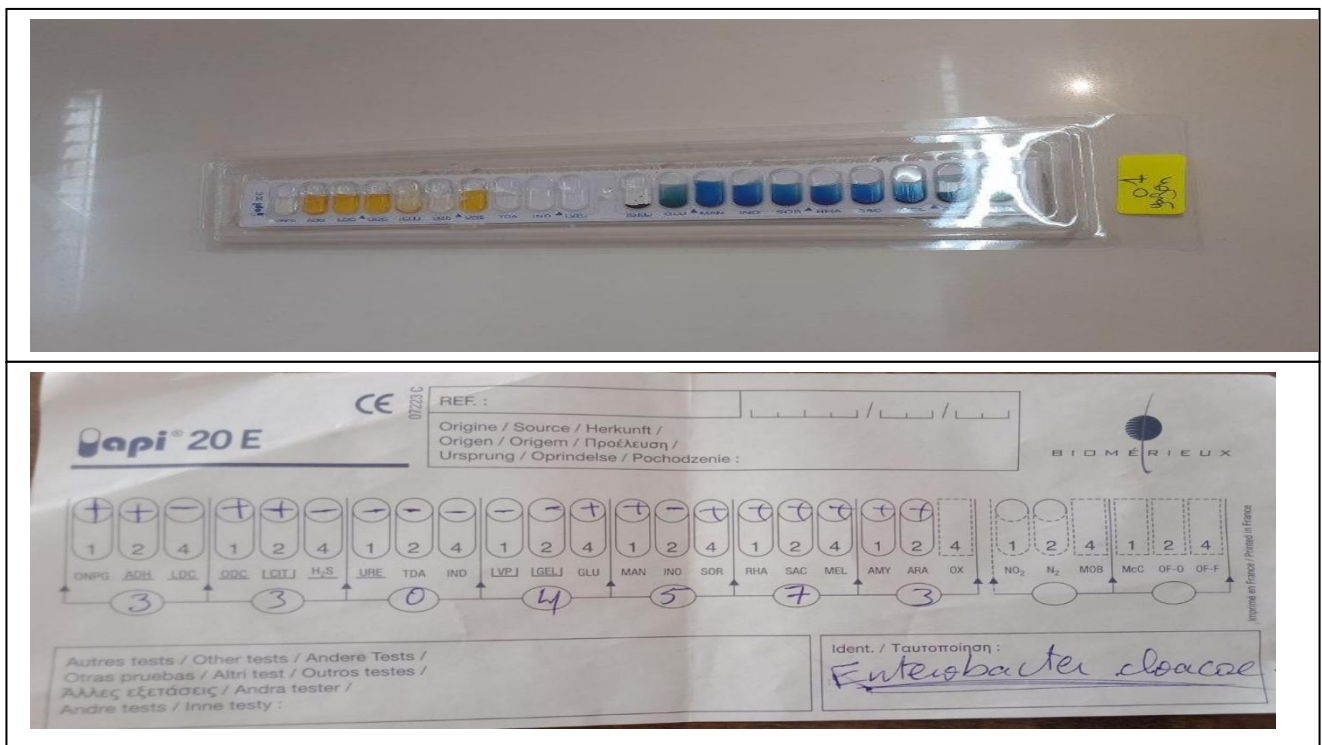 api
ONPG ADH LDC ODC |CIT| H₂S URE TDA IND |VP|
|GEL| GLU MAN INO SOR RHA SAC
01
CE
07223 C
REF. :
/ /
Origine / Source / Herkunft /
Origen / Origem / Προέλευση /
Ursprung / Oprindelse / Pochodzenie :
api® 20 E
BIOMÉRIEUX
+ + − + + − − − − − − + + − + + + + + +
1 2 4 1 2 4 1 2 4 1 2 4 1 2 4 1 2 4 1 2 4 1 2 4 1 2 4
ONPG ADH LDC ODC |CIT| H₂S URE TDA IND |VP| |GEL| GLU MAN INO SOR RHA SAC MEL AMY ARA OX NO₂ N₂ MOB McC OF-O OF-F
3 3 0 4 5 7 3
Imprimé en France / Printed in France
Autres tests / Other tests / Andere Tests /
Otras pruebas / Altri test / Outros testes /
Άλλες εξετάσεις / Andra tester /
Andre tests / Inne testy :
Ident. / Ταυτοποίηση :
Enterobacter cloacae